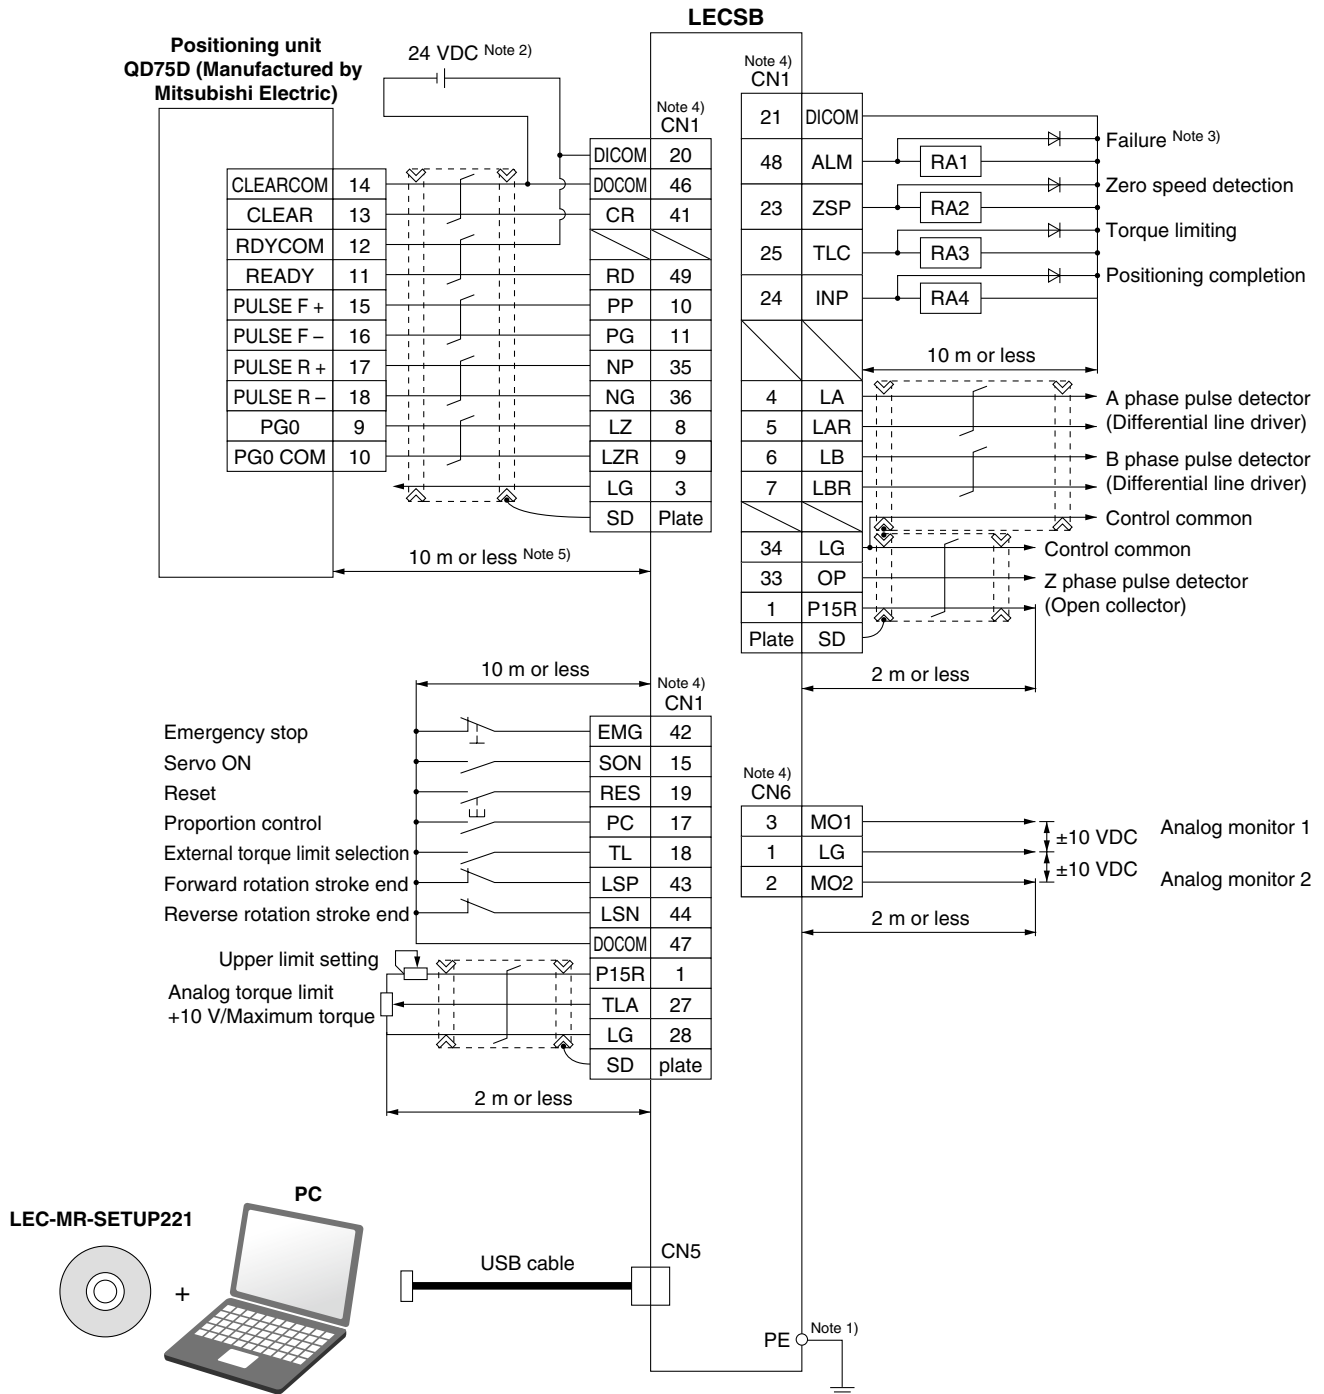 LECSB
Positioning unit
QD75D (Manufactured by
Mitsubishi Electric)
24 VDC Note 2)
Note 4)
CN1
DICOM 20
CLEARCOM 14 DOCOM 46
CLEAR 13 CR 41
RDYCOM 12
READY 11 RD 49
PULSE F + 15 PP 10
PULSE F – 16 PG 11
PULSE R + 17 NP 35
PULSE R – 18 NG 36
PG0 9 LZ 8
PG0 COM 10 LZR 9
LG 3
SD Plate
10 m or less Note 5)
Note 4)
CN1
21 DICOM
48 ALM RA1 Failure Note 3)
23 ZSP RA2 Zero speed detection
25 TLC RA3 Torque limiting
24 INP RA4 Positioning completion
10 m or less
4 LA A phase pulse detector
5 LAR (Differential line driver)
6 LB B phase pulse detector
7 LBR (Differential line driver)
Control common
34 LG Control common
33 OP Z phase pulse detector
1 P15R (Open collector)
Plate SD
2 m or less
10 m or less
Note 4)
CN1
Emergency stop EMG 42
Servo ON SON 15
Reset RES 19
Proportion control PC 17
External torque limit selection TL 18
Forward rotation stroke end LSP 43
Reverse rotation stroke end LSN 44
DOCOM 47
Upper limit setting P15R 1
Analog torque limit
+10 V/Maximum torque TLA 27
LG 28
SD plate
2 m or less
Note 4)
CN6
3 MO1 Analog monitor 1
±10 VDC
1 LG
±10 VDC
2 MO2 Analog monitor 2
2 m or less
PC
LEC-MR-SETUP221
+
USB cable
CN5
PE Note 1)